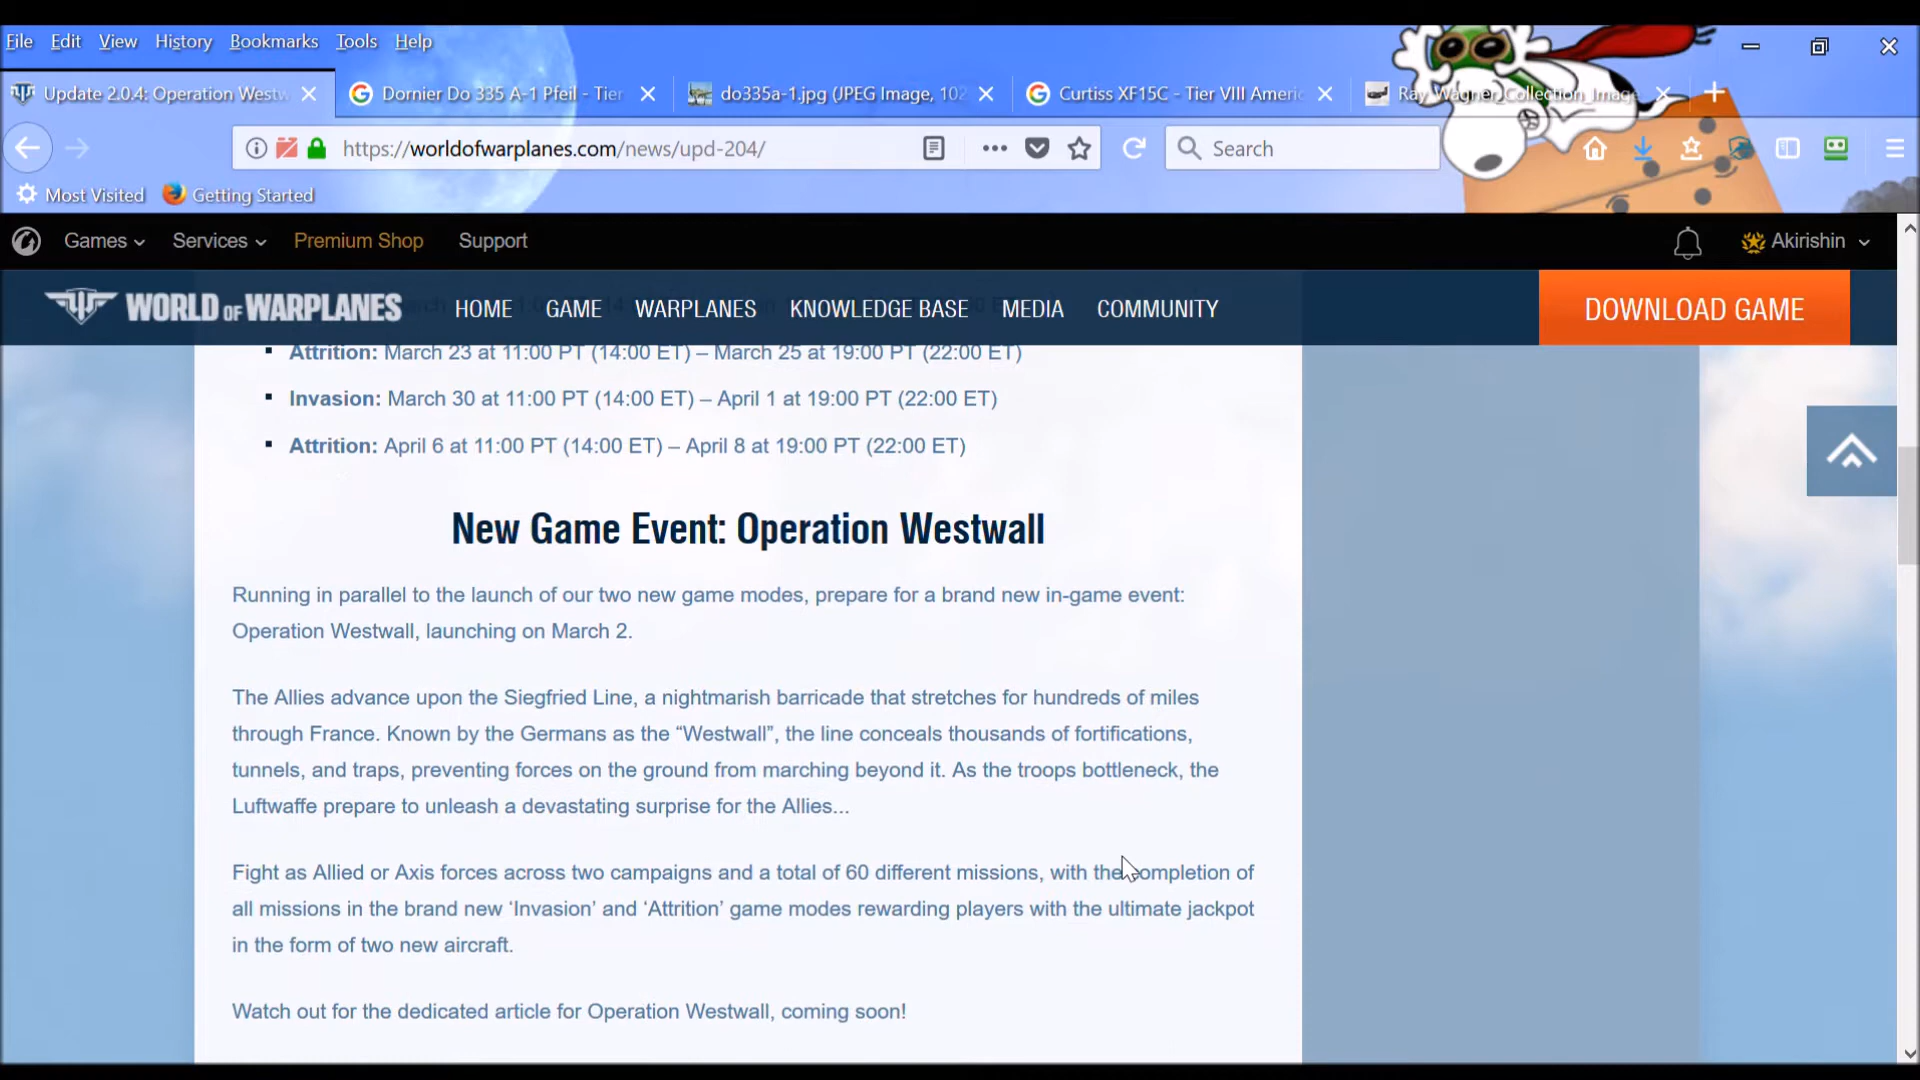 File Edit View History Bookmarks Tools Help
Update 2.0.4: Operation Westw
Dornier Do 335 A-1 Pfeil - Tier
do335a-1.jpg (JPEG Image, 102
Curtiss XF15C - Tier VIII Americ
Ray_Wagner_Collection_Image
https://worldofwarplanes.com/news/upd-204/
Search
Most Visited Getting Started
Games Services Premium Shop Support Akirishin
WORLD OF WARPLANES HOME GAME WARPLANES KNOWLEDGE BASE MEDIA COMMUNITY DOWNLOAD GAME
Attrition: March 23 at 11:00 PT (14:00 ET) – March 25 at 19:00 PT (22:00 ET)
Invasion: March 30 at 11:00 PT (14:00 ET) – April 1 at 19:00 PT (22:00 ET)
Attrition: April 6 at 11:00 PT (14:00 ET) – April 8 at 19:00 PT (22:00 ET)
New Game Event: Operation Westwall
Running in parallel to the launch of our two new game modes, prepare for a brand new in-game event:
Operation Westwall, launching on March 2.
The Allies advance upon the Siegfried Line, a nightmarish barricade that stretches for hundreds of miles
through France. Known by the Germans as the “Westwall”, the line conceals thousands of fortifications,
tunnels, and traps, preventing forces on the ground from marching beyond it. As the troops bottleneck, the
Luftwaffe prepare to unleash a devastating surprise for the Allies...
Fight as Allied or Axis forces across two campaigns and a total of 60 different missions, with the completion of
all missions in the brand new ‘Invasion’ and ‘Attrition’ game modes rewarding players with the ultimate jackpot
in the form of two new aircraft.
Watch out for the dedicated article for Operation Westwall, coming soon!